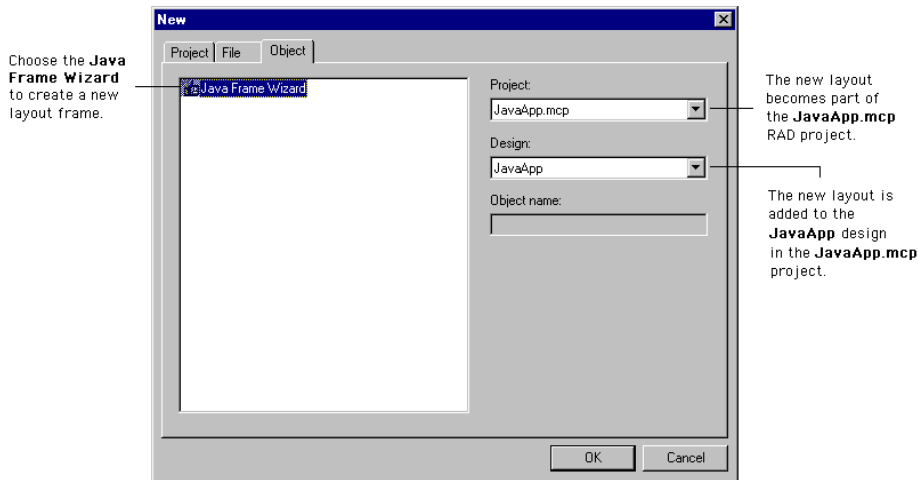 New
Project
File
Object
Choose the Java
Frame Wizard
to create a new
layout frame.
Java Frame Wizard
Project:
JavaApp.mcp
Design:
JavaApp
Object name:
The new layout
becomes part of
the JavaApp.mcp
RAD project.
The new layout is
added to the
JavaApp design
in the JavaApp.mcp
project.
OK
Cancel